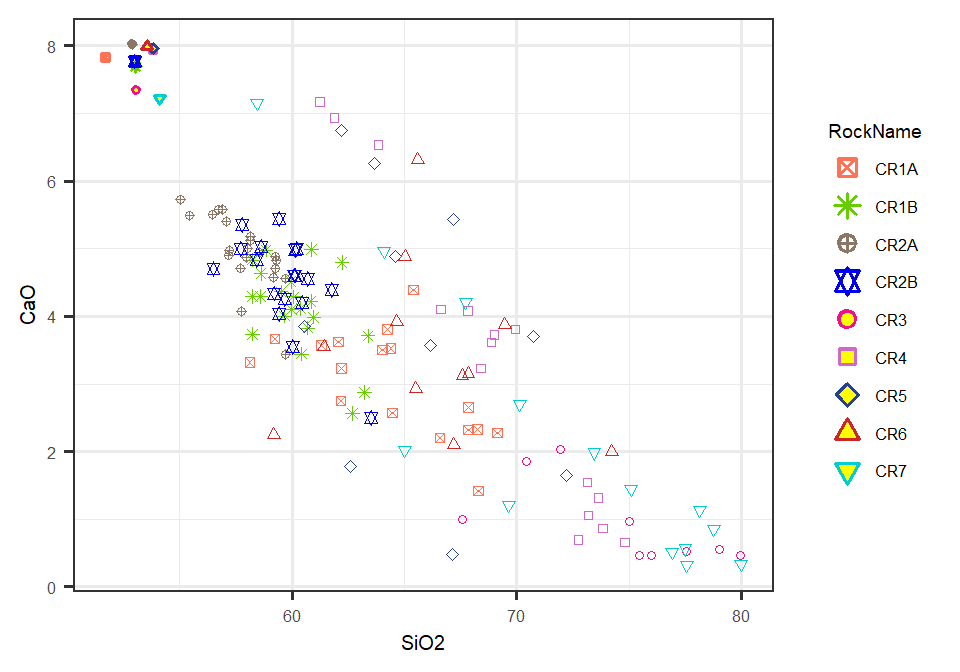 8
6
4
2
0
CaO
60
70
80
SiO2
RockName
CR1A
CR1B
CR2A
CR2B
CR3
CR4
CR5
CR6
CR7